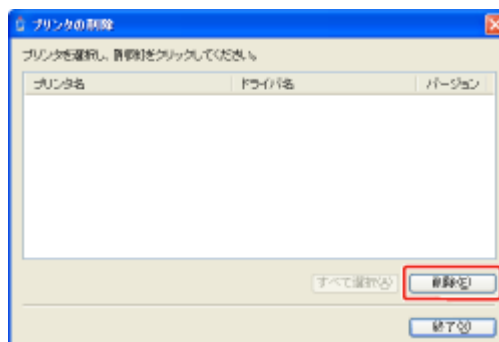 プリンタの削除
プリンタを選択し、[削除]をクリックしてください。
プリンタ名 ドライバ名 バージョン
すべて選択(A) 削除(E)
終了(X)